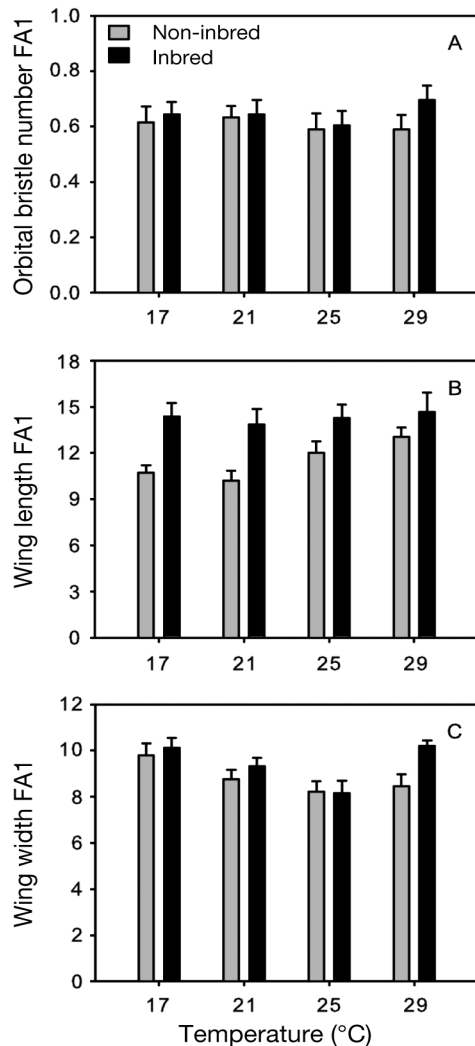 1.0
Non-inbred
Inbred
A
0.8
0.6
0.4
0.2
0.0
Orbital bristle number FA1
17 21 25 29
18
B
15
12
9
6
3
0
Wing length FA1
17 21 25 29
12
C
10
8
6
4
2
0
Wing width FA1
17 21 25 29
Temperature (°C)